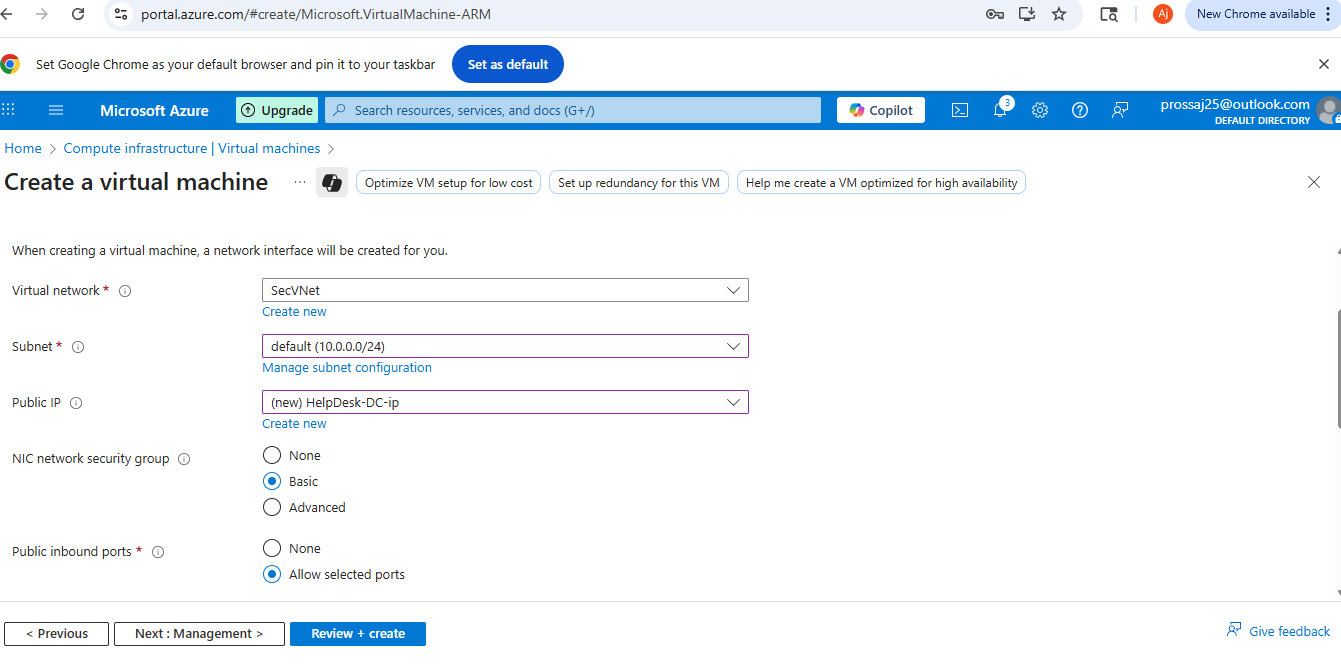 portal.azure.com/#create/Microsoft.VirtualMachine-ARM
Aj
New Chrome available
Set Google Chrome as your default browser and pin it to your taskbar
Set as default
Microsoft Azure
Upgrade
Search resources, services, and docs (G+/)
Copilot
3
prossaj25@outlook.com
DEFAULT DIRECTORY
Home > Compute infrastructure | Virtual machines >
Create a virtual machine
...
Optimize VM setup for low cost
Set up redundancy for this VM
Help me create a VM optimized for high availability
When creating a virtual machine, a network interface will be created for you.
Virtual network *
SecVNet
Create new
Subnet *
default (10.0.0.0/24)
Manage subnet configuration
Public IP
(new) HelpDesk-DC-ip
Create new
NIC network security group
None
Basic
Advanced
Public inbound ports *
None
Allow selected ports
< Previous
Next : Management >
Review + create
Give feedback